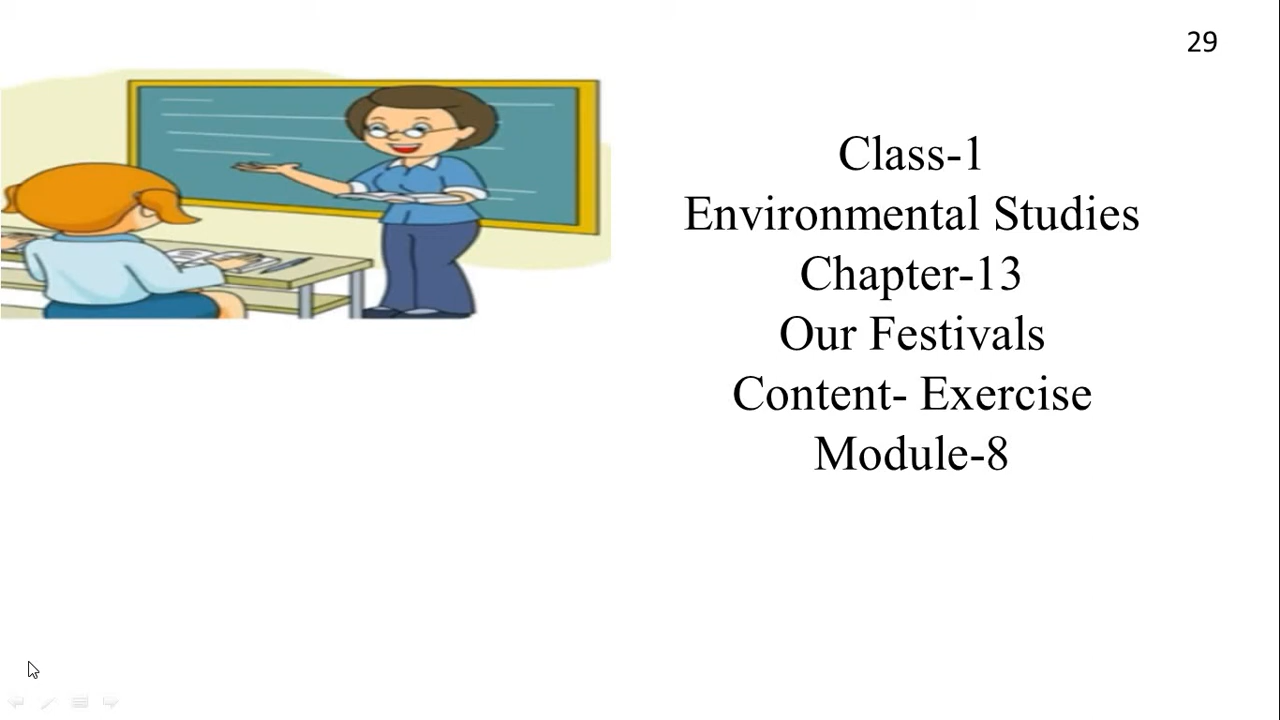 29
Class-1
Environmental Studies
Chapter-13
Our Festivals
Content- Exercise
Module-8